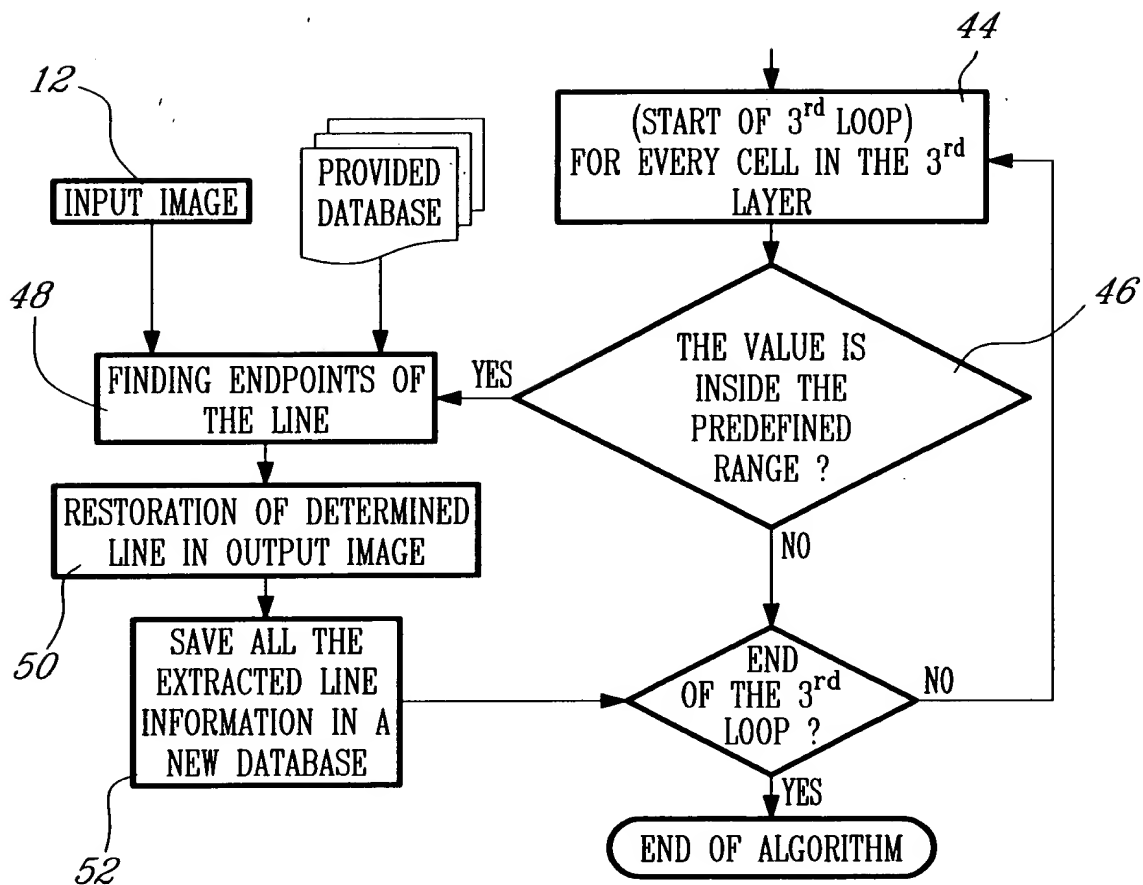 44
12
(START OF 3rd LOOP)
FOR EVERY CELL IN THE 3rd
LAYER
PROVIDED
DATABASE
INPUT IMAGE
48
46
THE VALUE IS
INSIDE THE
PREDEFINED
RANGE ?
YES
FINDING ENDPOINTS OF
THE LINE
RESTORATION OF DETERMINED
LINE IN OUTPUT IMAGE
NO
50
SAVE ALL THE
EXTRACTED LINE
INFORMATION IN A
NEW DATABASE
END
OF THE 3rd
LOOP ?
NO
YES
52
END OF ALGORITHM